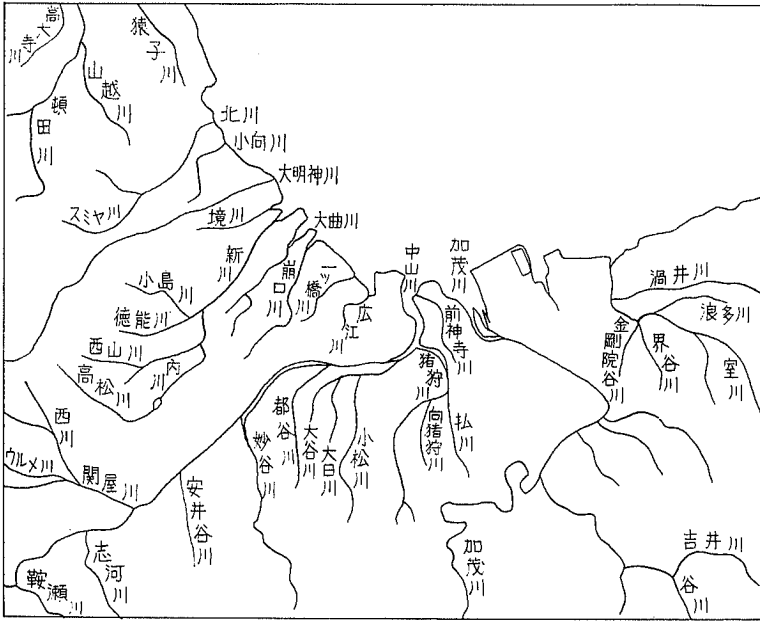 高大寺川
猿子川
山越川
頓田川
北川
小向川
大明神川
スミヤ川
境川
大曲川
新川
崩口川
一ッ橋川
小島川
徳能川
西山川
高松川
内川
広江川
中山川
加茂川
前神寺川
渦井川
浪多川
金剛院谷川
界谷川
室川
西川
ウルメ川
関屋川
妙谷川
都谷川
大谷川
大日川
小松川
猪狩川
向猪狩川
払川
安井谷川
志河川
鞍瀬川
加茂川
吉井川
谷川